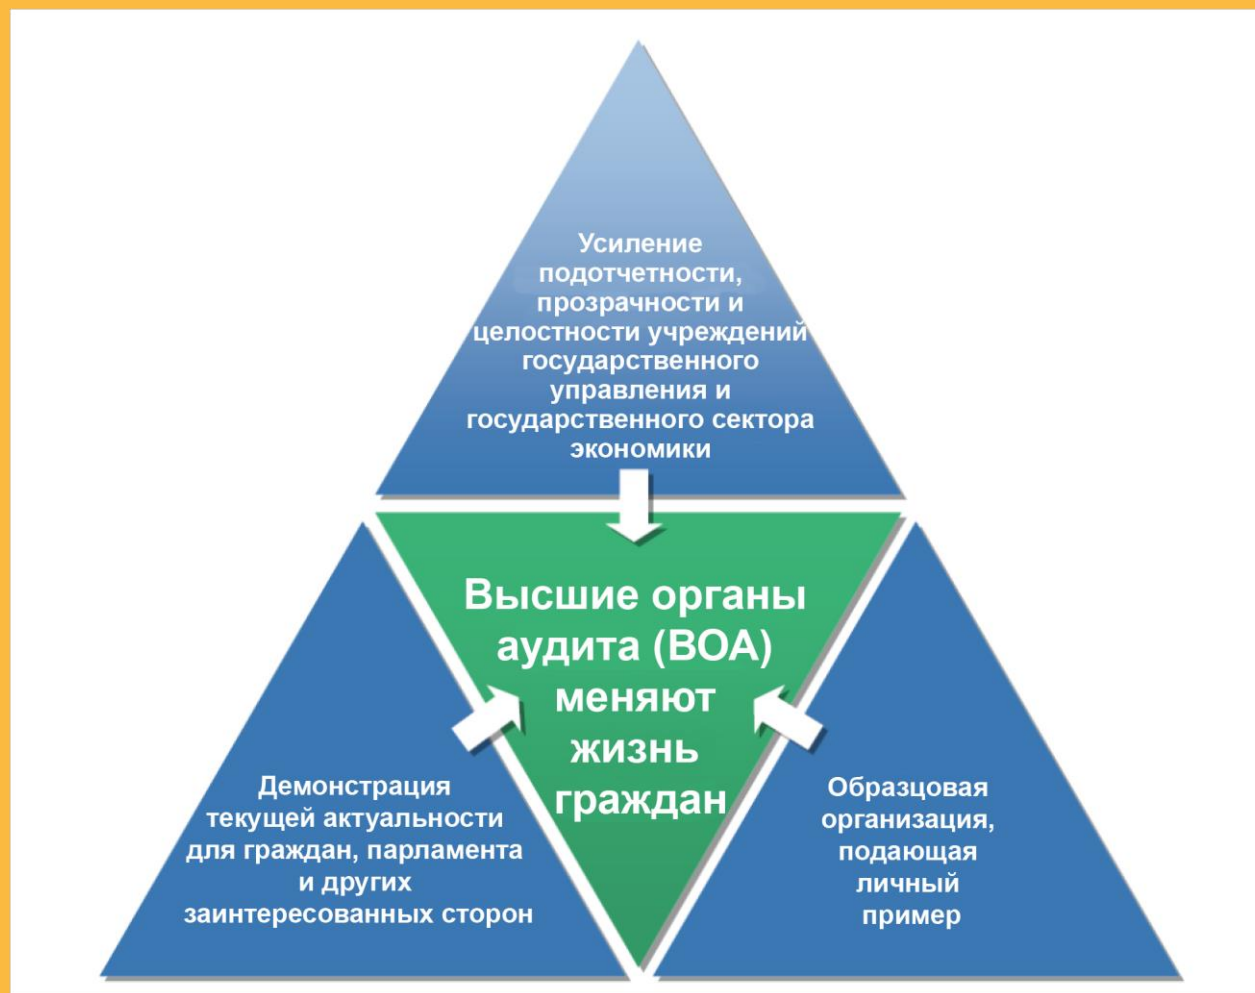 Усиление
подотчетности,
прозрачности и
целостности учреждений
государственного
управления и
государственного сектора
экономики
Высшие органы
аудита (ВОА)
меняют
жизнь
граждан
Демонстрация
текущей актуальности
для граждан, парламента
и других
заинтересованных сторон
Образцовая
организация,
подающая
личный
пример